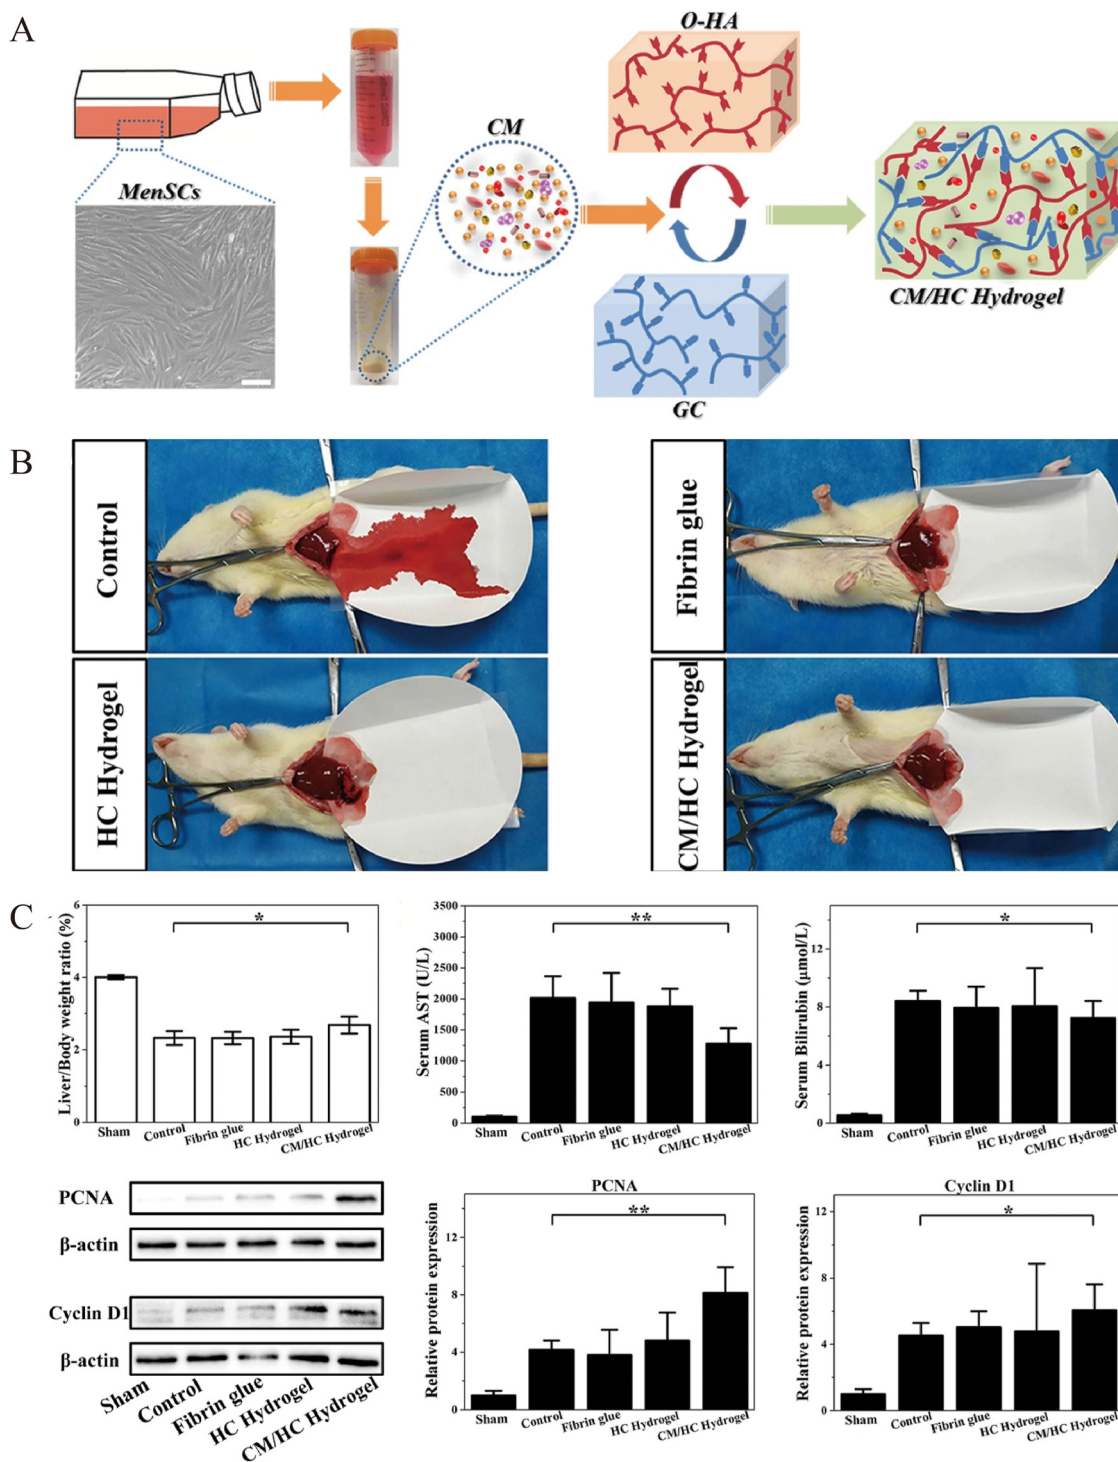 A
O-HA
CM
MenSCs
CM/HC Hydrogel
GC
B
Control
Fibrin glue
HC Hydrogel
CM/HC Hydrogel
C
Liver/Body weight ratio (%)
6
4
2
0
*
Sham
Control
Fibrin glue
HC Hydrogel
CM/HC Hydrogel
Serum AST (U/L)
3500
3000
2500
2000
1500
1000
500
0
**
Sham
Control
Fibrin glue
HC Hydrogel
CM/HC Hydrogel
Serum Bilirubin (μmol/L)
12
8
4
0
*
Sham
Control
Fibrin glue
HC Hydrogel
CM/HC Hydrogel
PCNA
β-actin
Cyclin D1
β-actin
Sham
Control
Fibrin glue
HC Hydrogel
CM/HC Hydrogel
PCNA
Relative protein expression
12
8
4
0
**
Sham
Control
Fibrin glue
HC Hydrogel
CM/HC Hydrogel
Cyclin D1
Relative protein expression
12
8
4
0
*
Sham
Control
Fibrin glue
HC Hydrogel
CM/HC Hydrogel